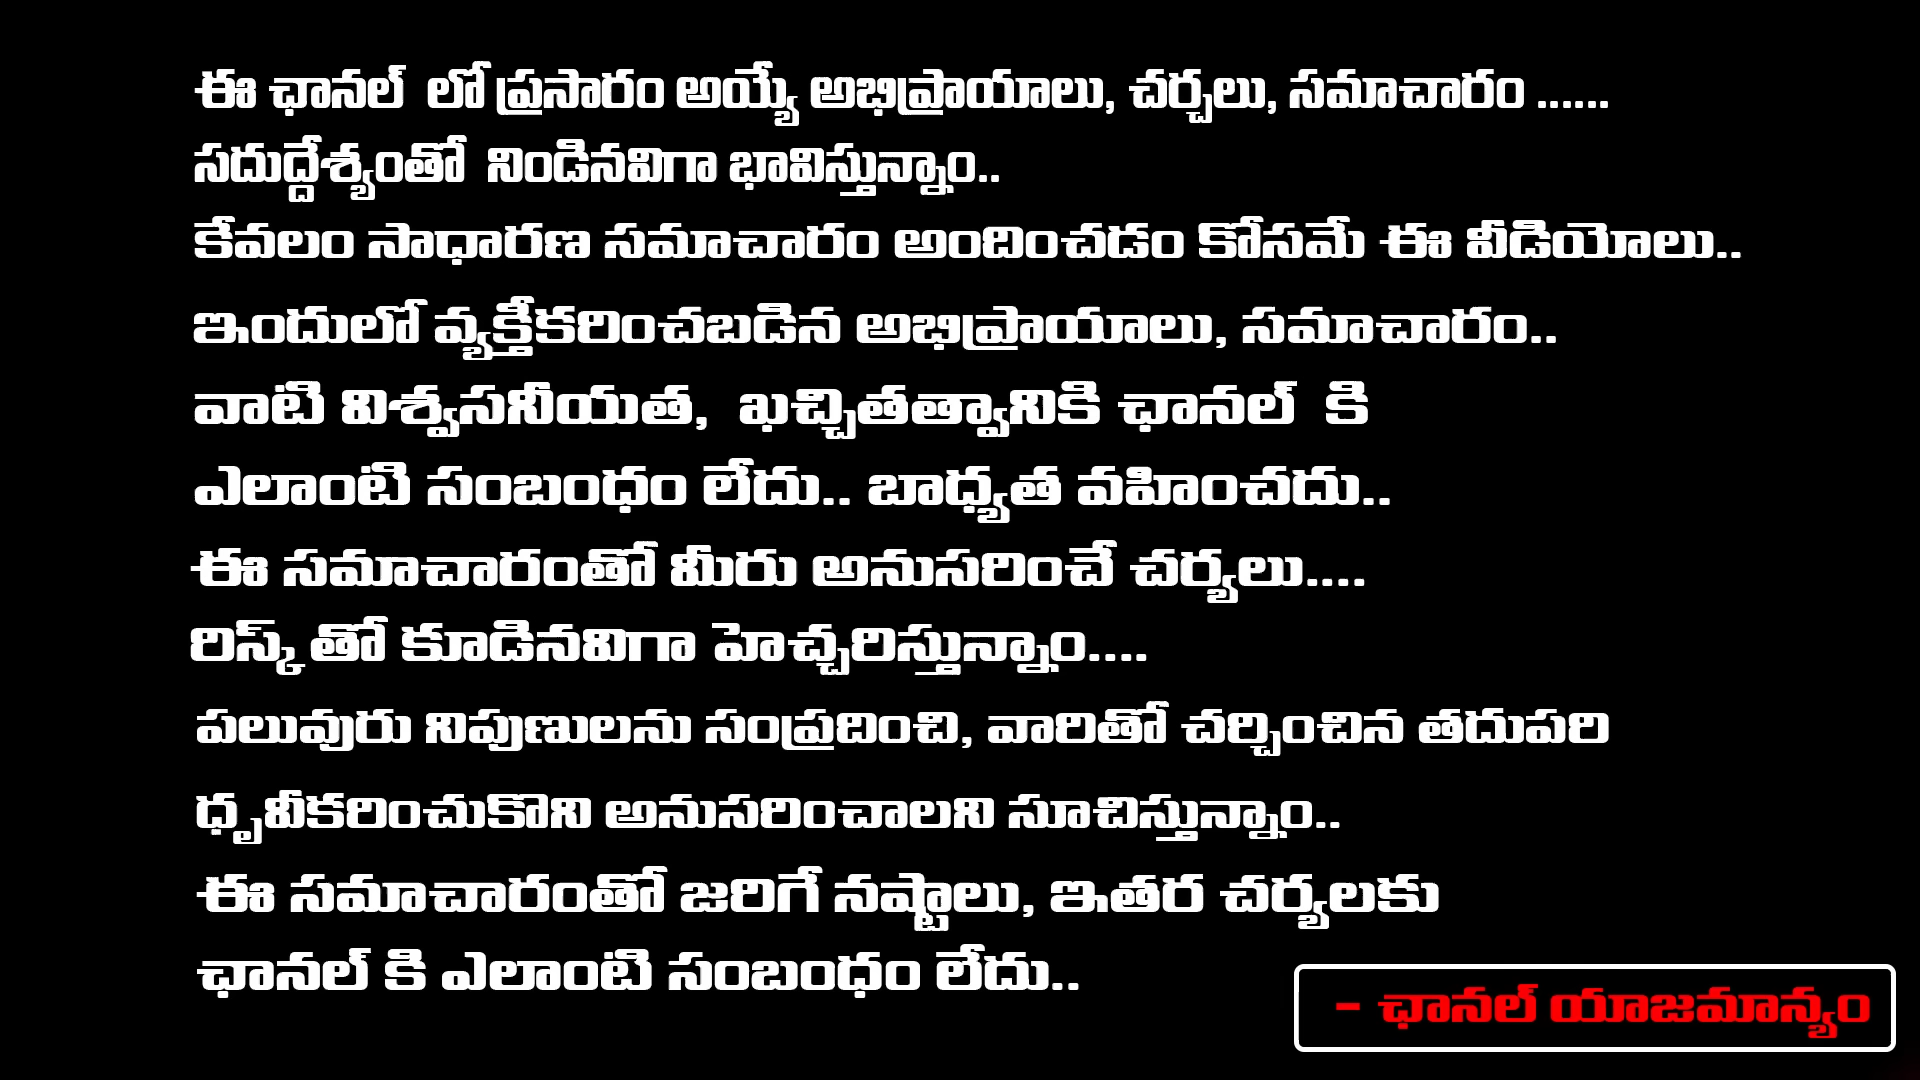 ఈ ఛానల్ లో ప్రసారం అయ్యే అభిప్రాయాలు, చర్చలు, సమాచారం ......
సదుద్దేశ్యంతో నిండినవిగా భావిస్తున్నాం..
కేవలం సాధారణ సమాచారం అందించడం కోసమే ఈ వీడియోలు..
ఇందులో వ్యక్తీకరించబడిన అభిప్రాయాలు, సమాచారం..
వాటి విశ్వసనీయత, ఖచ్చితత్వానికి ఛానల్ కి
ఎలాంటి సంబంధం లేదు.. బాధ్యత వహించదు..
ఈ సమాచారంతో మీరు అనుసరించే చర్యలు....
రిస్క్ తో కూడినవిగా హెచ్చరిస్తున్నాం....
పలువురు నిపుణులను సంప్రదించి, వారితో చర్చించిన తదుపరి
ధృవీకరించుకొని అనుసరించాలని సూచిస్తున్నాం..
ఈ సమాచారంతో జరిగే నష్టాలు, ఇతర చర్యలకు
ఛానల్ కి ఎలాంటి సంబంధం లేదు..
- ఛానల్ యాజమాన్యం